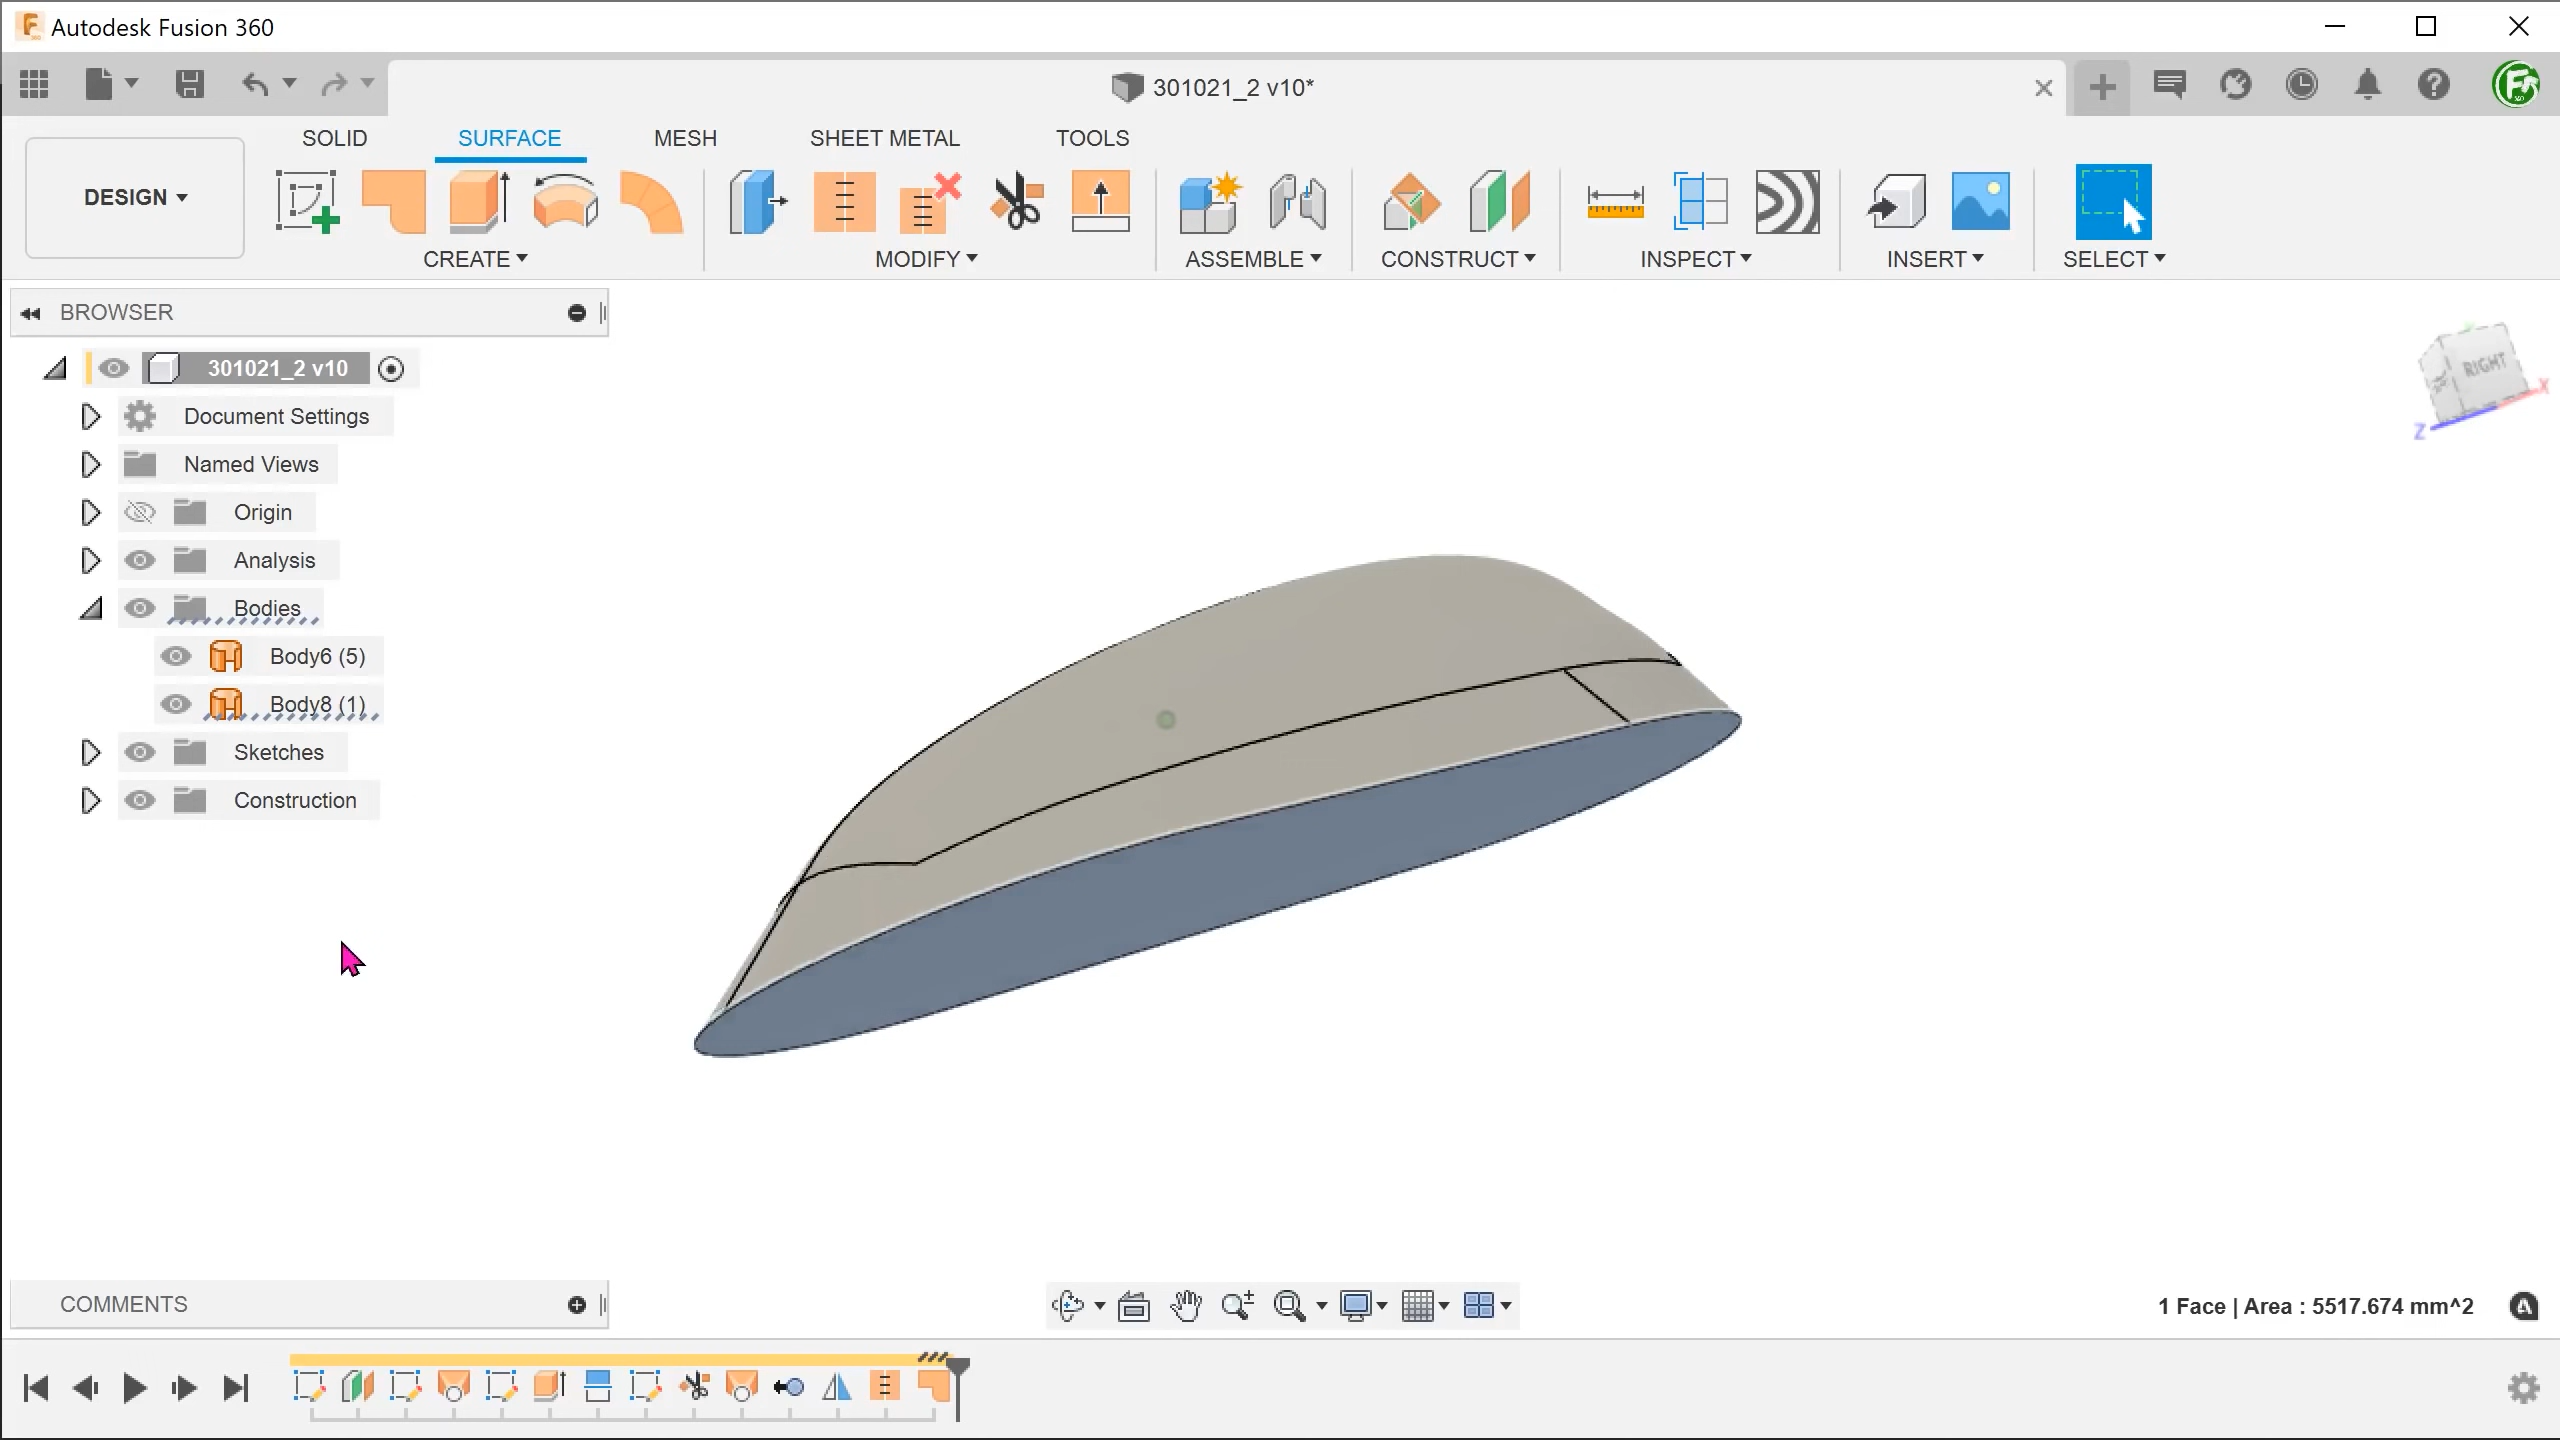 Autodesk Fusion 360
301021_2 v10*
SOLID SURFACE MESH SHEET METAL TOOLS
DESIGN
CREATE MODIFY ASSEMBLE CONSTRUCT INSPECT INSERT SELECT
BROWSER
301021_2 v10
Document Settings
Named Views
Origin
Analysis
Bodies
Body6 (5)
Body8 (1)
Sketches
Construction
RIGHT
X
Z
COMMENTS
1 Face | Area : 5517.674 mm^2